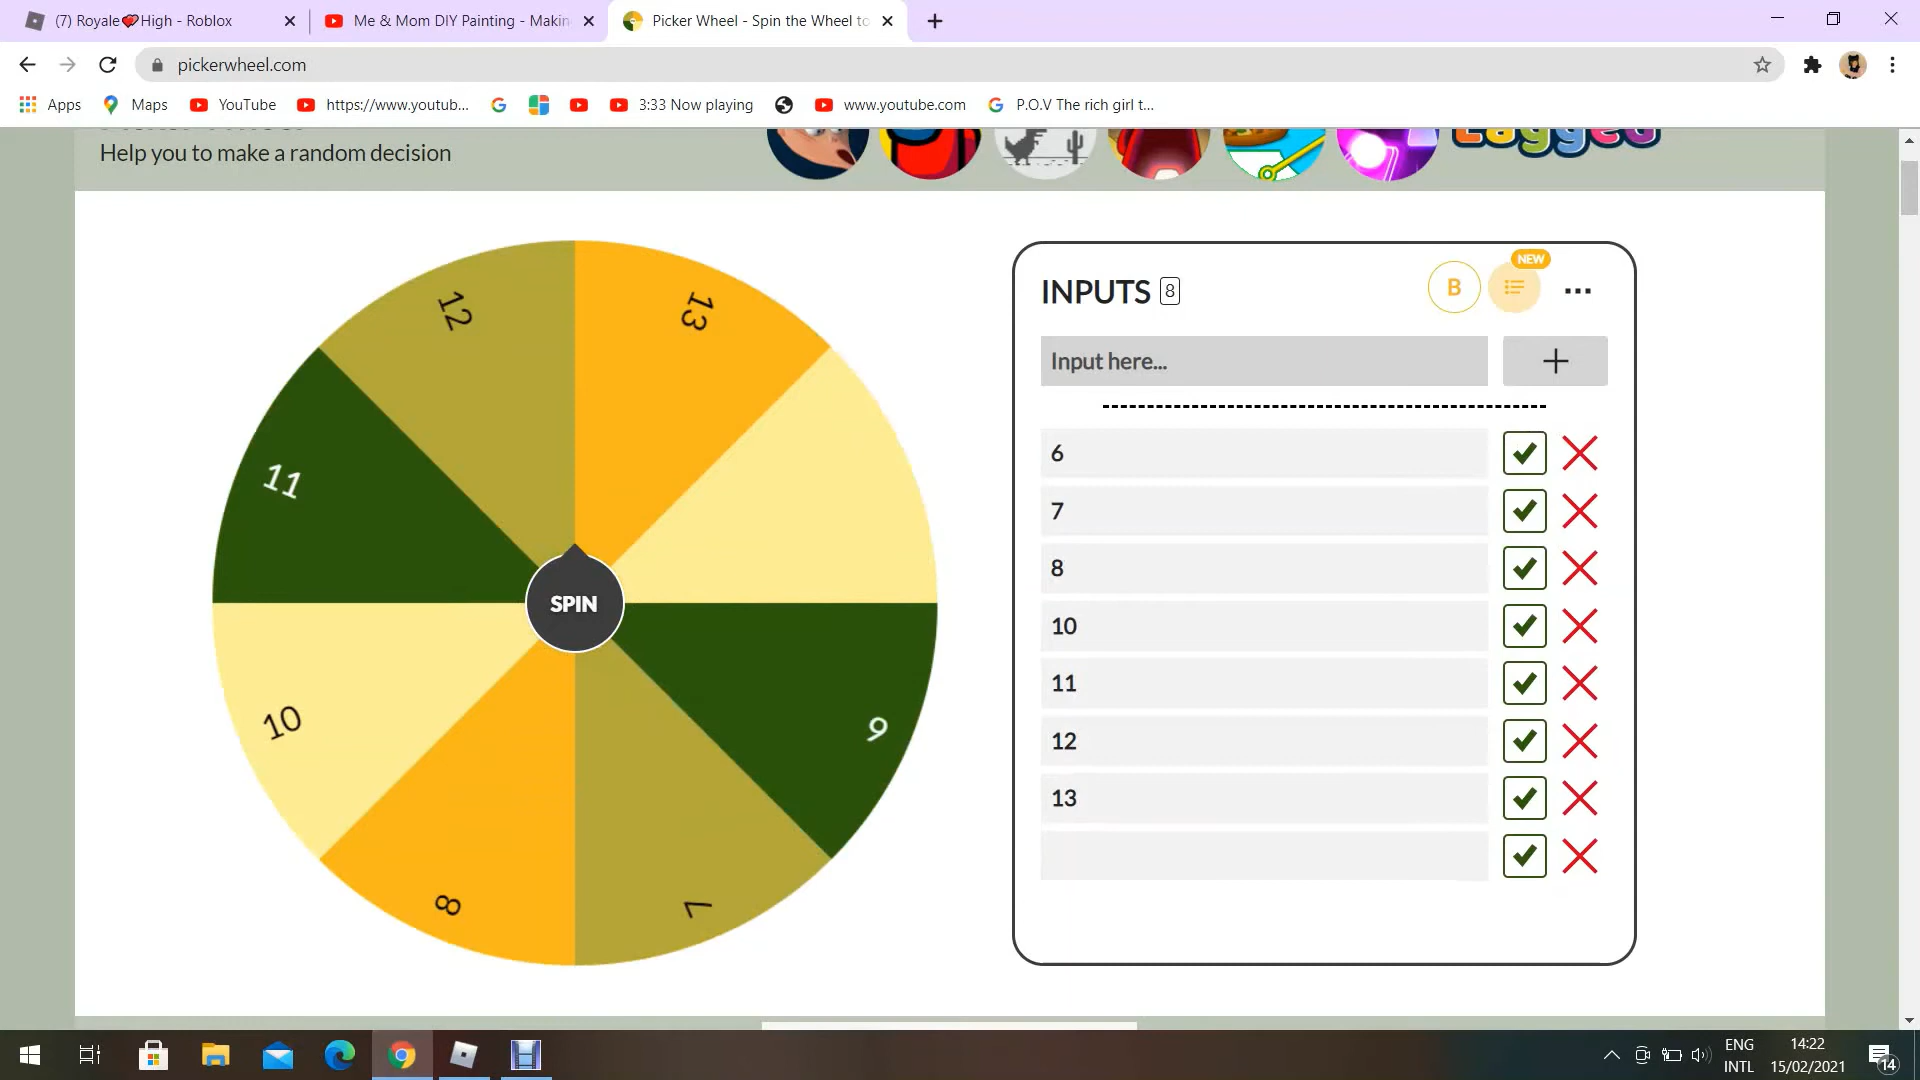 (7) Royale❤High - Roblox
Me & Mom DIY Painting - Makin
Picker Wheel - Spin the Wheel to
pickerwheel.com
Apps
Maps
YouTube
https://www.youtub...
3:33 Now playing
www.youtube.com
P.O.V The rich girl t...
Help you to make a random decision
Lagged
12
13
11
SPIN
10
6
8
7
INPUTS 8
B
NEW
Input here...
6
7
8
10
11
12
13
ENG
INTL
14:22
15/02/2021
14